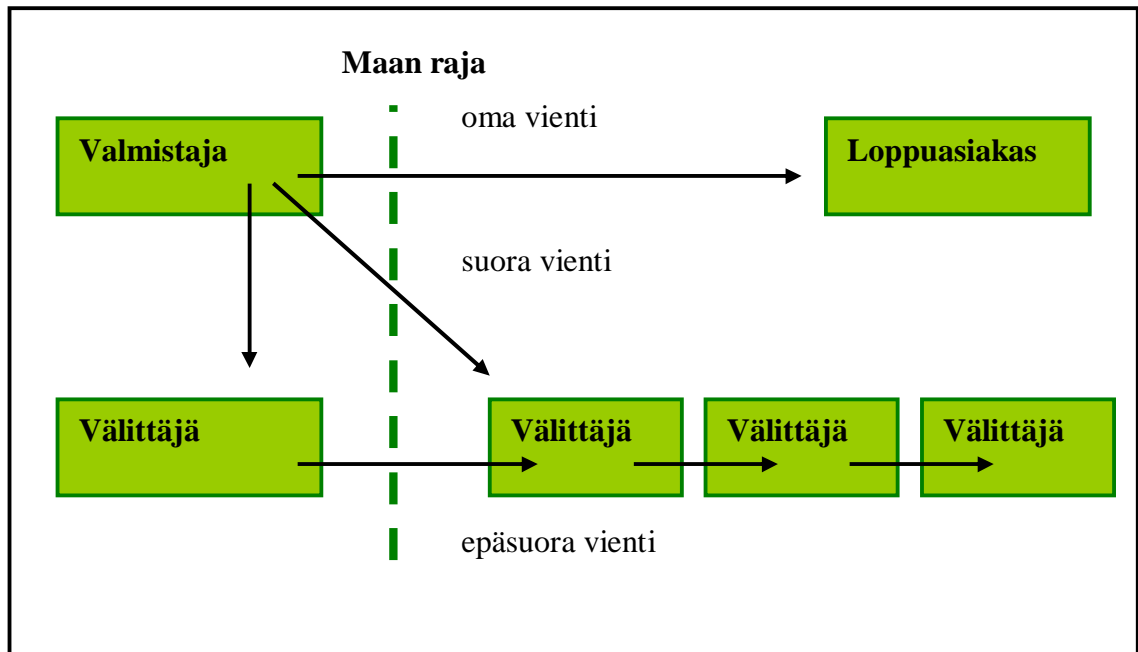 Maan raja
oma vienti
Valmistaja
Loppuasiakas
suora vienti
Välittäjä
Välittäjä
Välittäjä
Välittäjä
epäsuora vienti